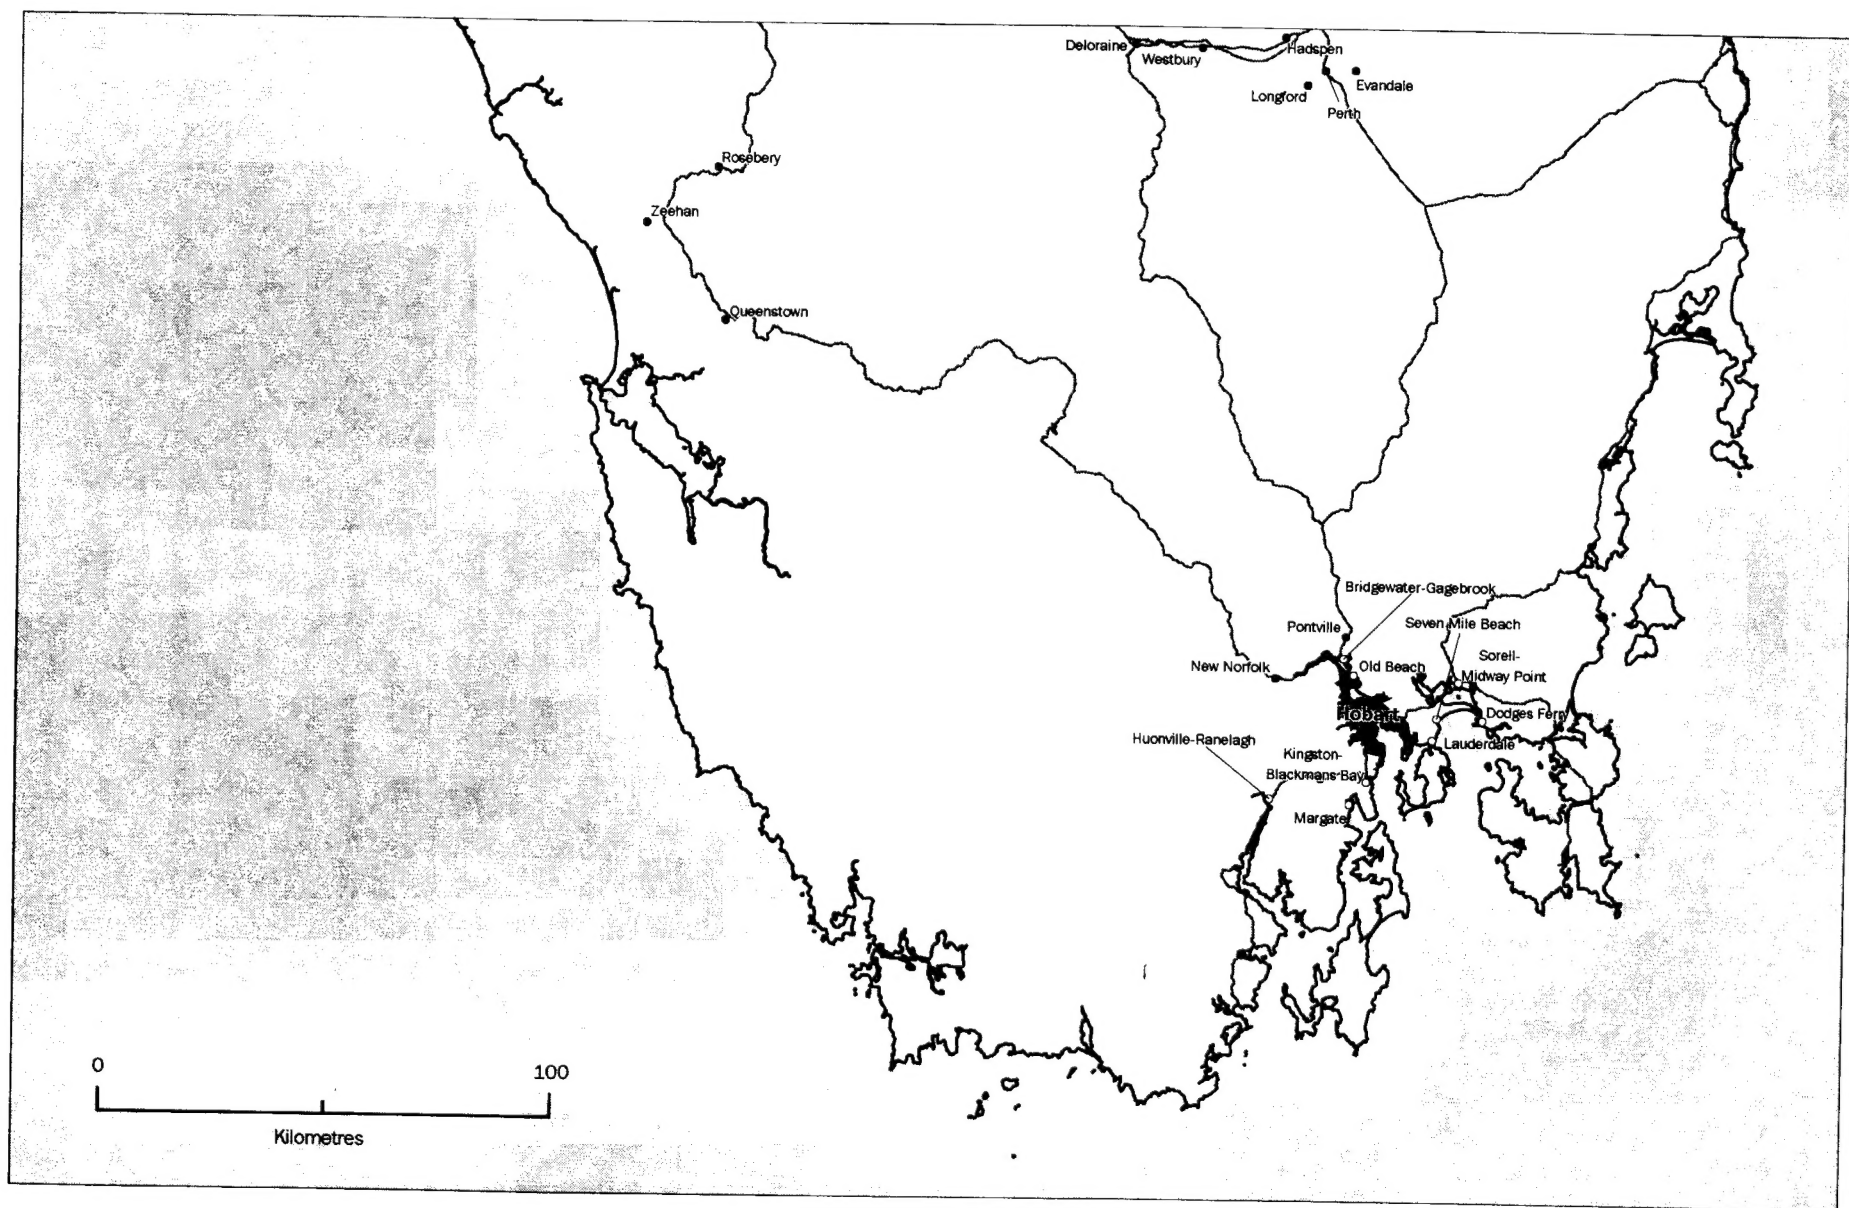 Deloraine
Westbury
Hadspen
Longford
Evandale
Perth
Rosebery
Zeehan
Queenstown
Bridgewater-Gagebrook
Pontville
Seven Mile Beach
New Norfolk
Old Beach
Sorell-
Midway Point
Hobart
Dodges Ferry
Huonville-Ranelagh
Lauderdale
Kingston-
Blackmans Bay
Margate
0
100
Kilometres